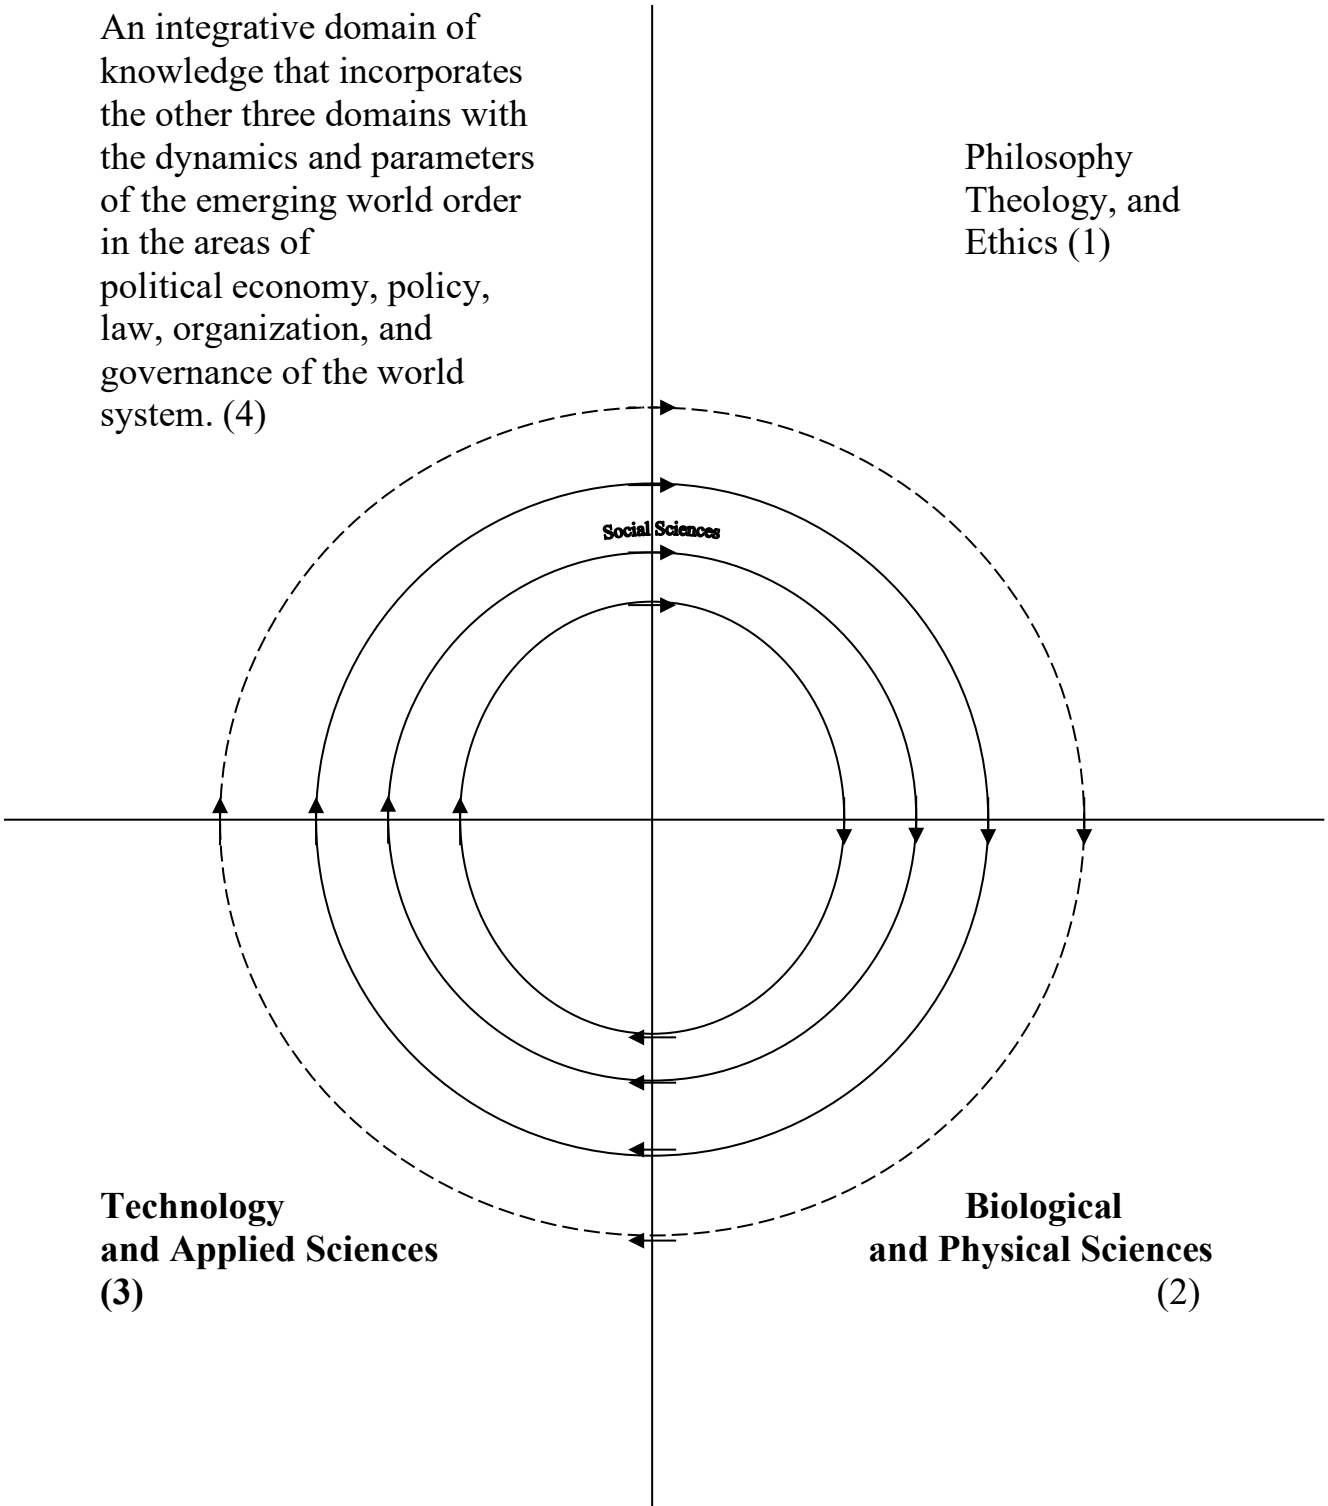 An integrative domain of
knowledge that incorporates
the other three domains with
the dynamics and parameters
of the emerging world order
in the areas of
political economy, policy,
law, organization, and
governance of the world
system. (4)
Philosophy
Theology, and
Ethics (1)
Social Sciences
Technology
and Applied Sciences
(3)
Biological
and Physical Sciences
(2)